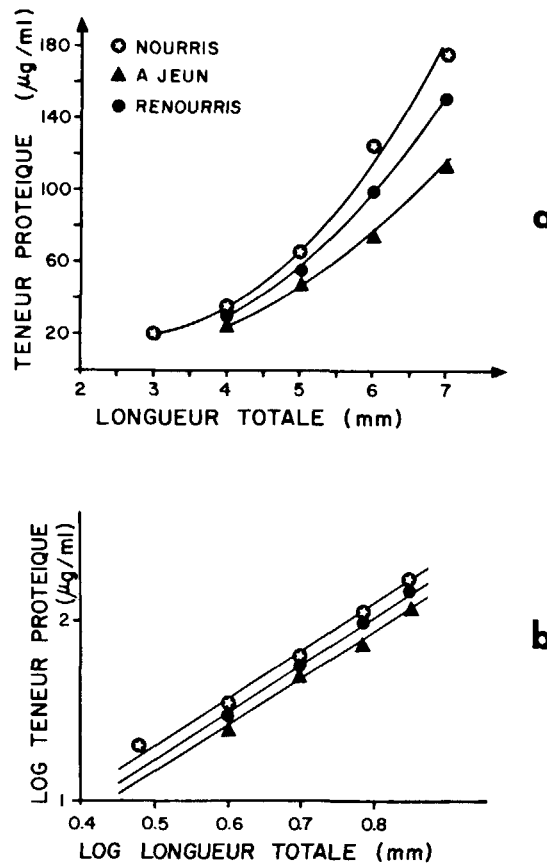 TENEUR PROTEIQUE (µg/ml)
180
140
100
60
20
NOURRIS
A JEUN
RENOURRIS
2 3 4 5 6 7
LONGUEUR TOTALE (mm)
a
LOG TENEUR PROTEIQUE
(µg/ml)
2
1
0.4 0.5 0.6 0.7 0.8
LOG LONGUEUR TOTALE (mm)
b